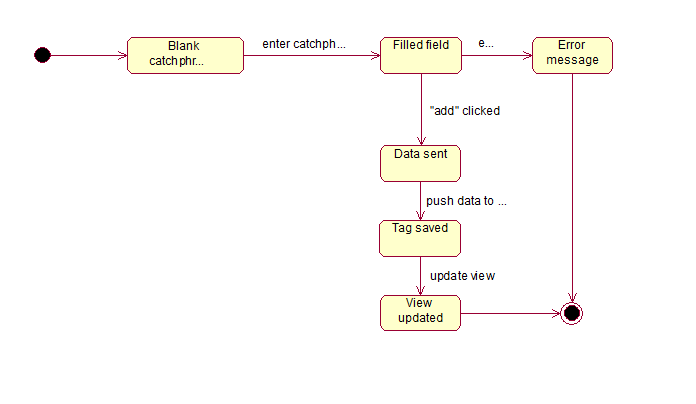 Blank
catchphr...
enter catchph...
Filled field
e...
Error
message
"add" clicked
Data sent
push data to ...
Tag saved
update view
View
updated